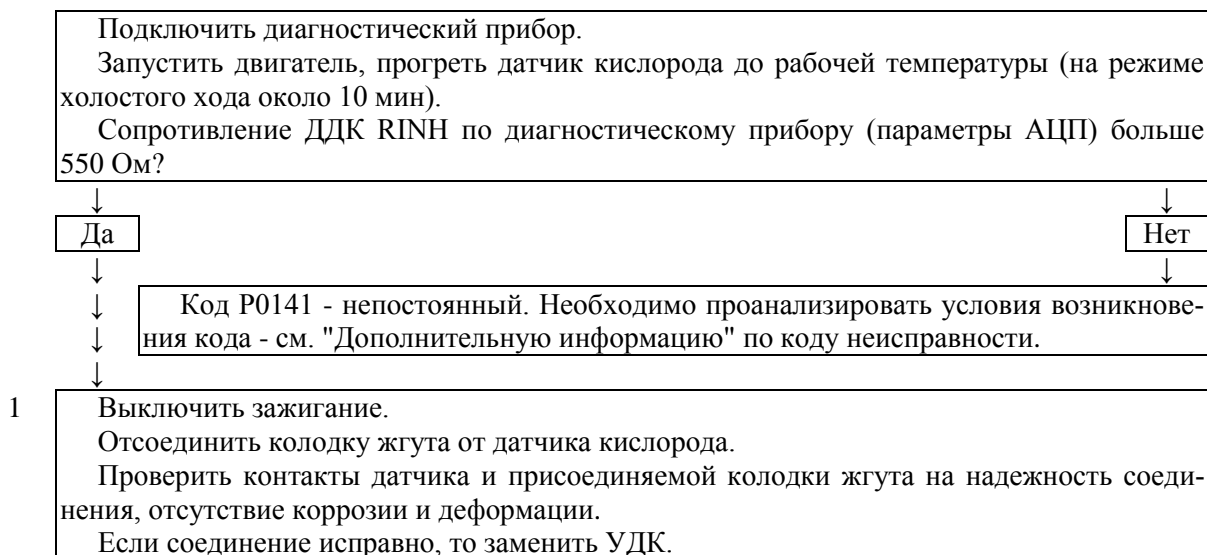 Подключить диагностический прибор.
Запустить двигатель, прогреть датчик кислорода до рабочей температуры (на режиме
холостого хода около 10 мин).
Сопротивление ДДК RINH по диагностическому прибору (параметры АЦП) больше
550 Ом?
↓ ↓
Да Нет
↓ ↓
↓ Код Р0141 - непостоянный. Необходимо проанализировать условия возникнове-
↓ ния кода - см. "Дополнительную информацию" по коду неисправности.
↓
1 Выключить зажигание.
Отсоединить колодку жгута от датчика кислорода.
Проверить контакты датчика и присоединяемой колодки жгута на надежность соеди-
нения, отсутствие коррозии и деформации.
Если соединение исправно, то заменить УДК.